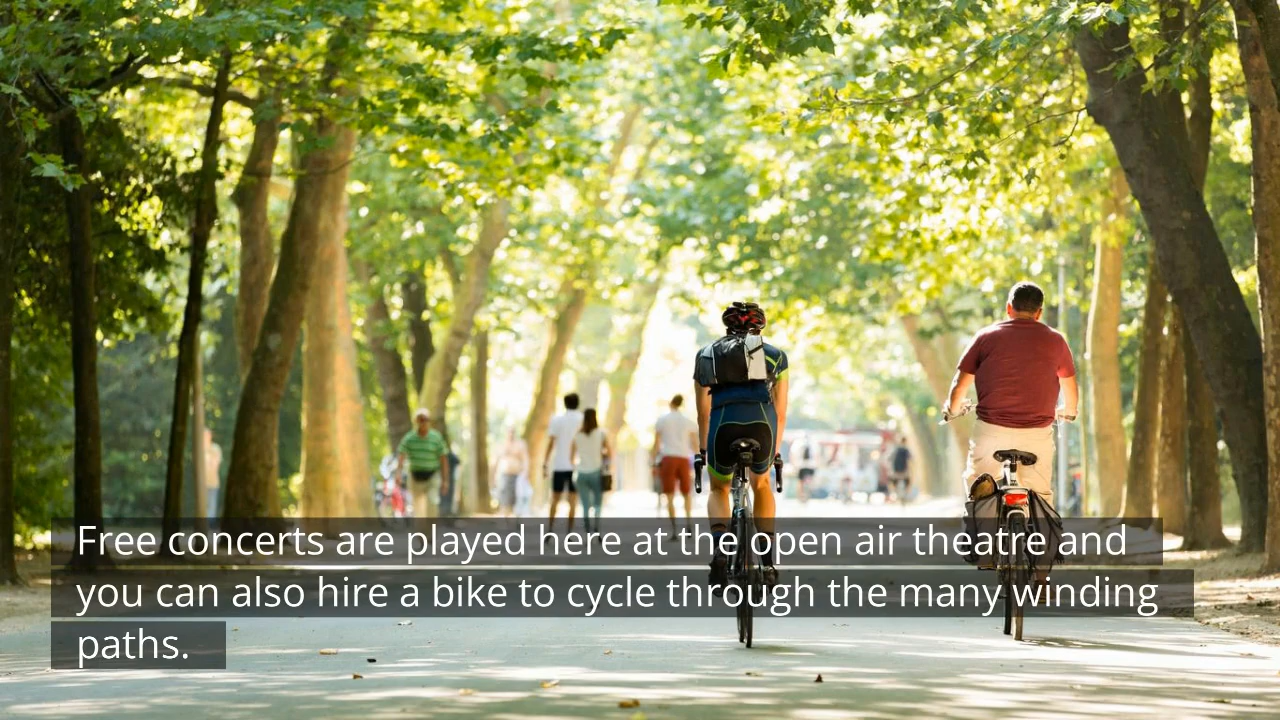 Free concerts are played here at the open air theatre and
you can also hire a bike to cycle through the many winding
paths.